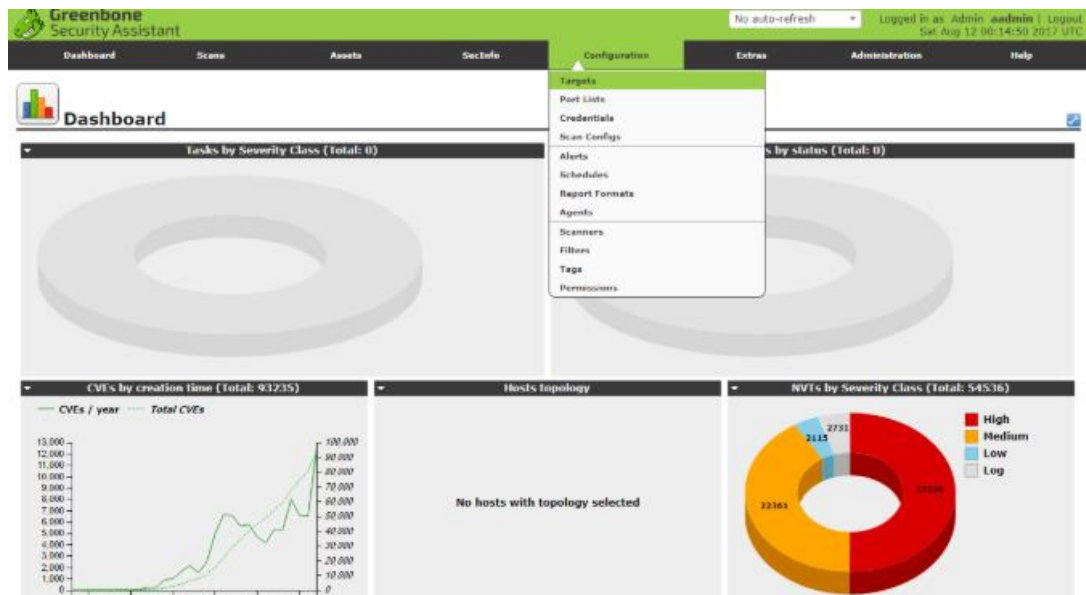 Greenbone
Security Assistant
No auto-refresh
Logged in as Admin aadmin | Logout
Sat Aug 12 00:14:50 2017 UTC
Dashboard Scans Assets SecInfo Configuration Extras Administration Help
Targets
Port Lists
Credentials
Scan Configs
Alerts
Schedules
Report Formats
Agents
Scanners
Filters
Tags
Permissions
Dashboard
Tasks by Severity Class (Total: 0)
s by status (Total: 0)
CVEs by creation time (Total: 93235)
CVEs / year Total CVEs
13,000
12,000
11,000
10,000
9,000
8,000
7,000
6,000
5,000
4,000
3,000
2,000
1,000
0
100,000
90,000
80,000
70,000
60,000
50,000
40,000
30,000
20,000
10,000
0
Hosts topology
No hosts with topology selected
NVTs by Severity Class (Total: 54536)
High
Medium
Low
Log
2731
2115
22361